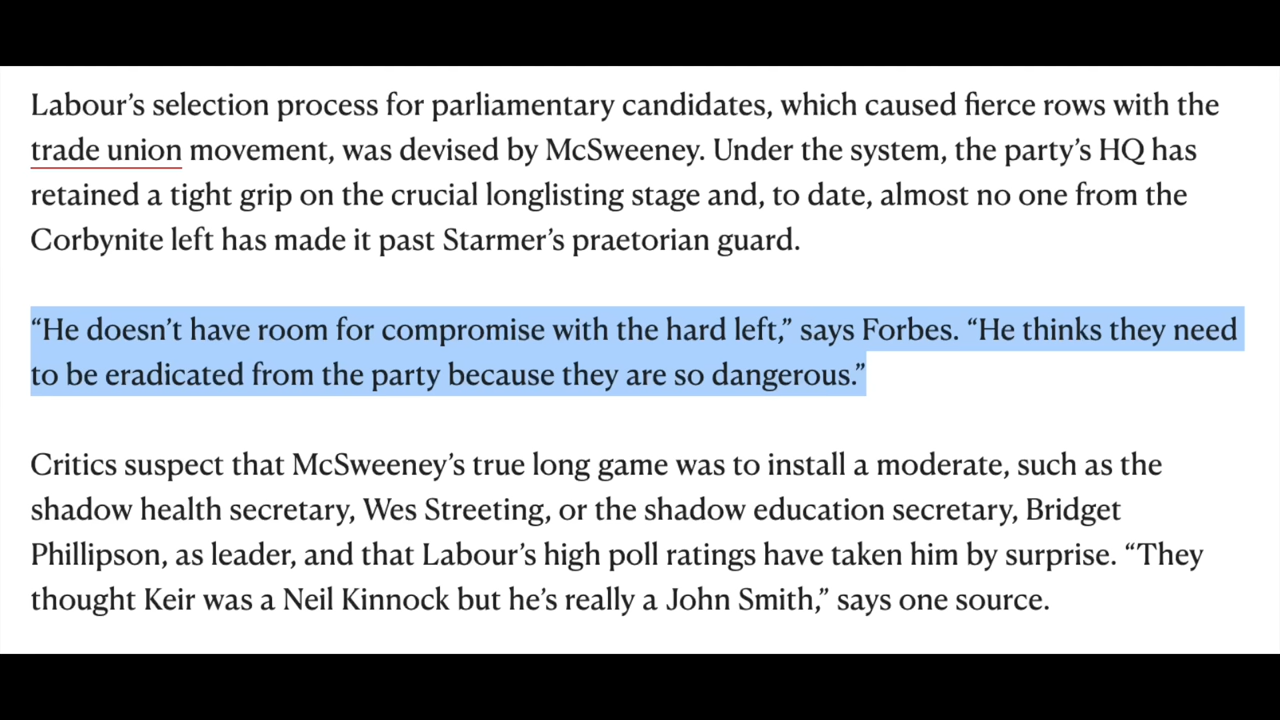 Labour’s selection process for parliamentary candidates, which caused fierce rows with the
trade union movement, was devised by McSweeney. Under the system, the party’s HQ has
retained a tight grip on the crucial longlisting stage and, to date, almost no one from the
Corbynite left has made it past Starmer’s praetorian guard.
“He doesn’t have room for compromise with the hard left,” says Forbes. “He thinks they need
to be eradicated from the party because they are so dangerous.”
Critics suspect that McSweeney’s true long game was to install a moderate, such as the
shadow health secretary, Wes Streeting, or the shadow education secretary, Bridget
Phillipson, as leader, and that Labour’s high poll ratings have taken him by surprise. “They
thought Keir was a Neil Kinnock but he’s really a John Smith,” says one source.